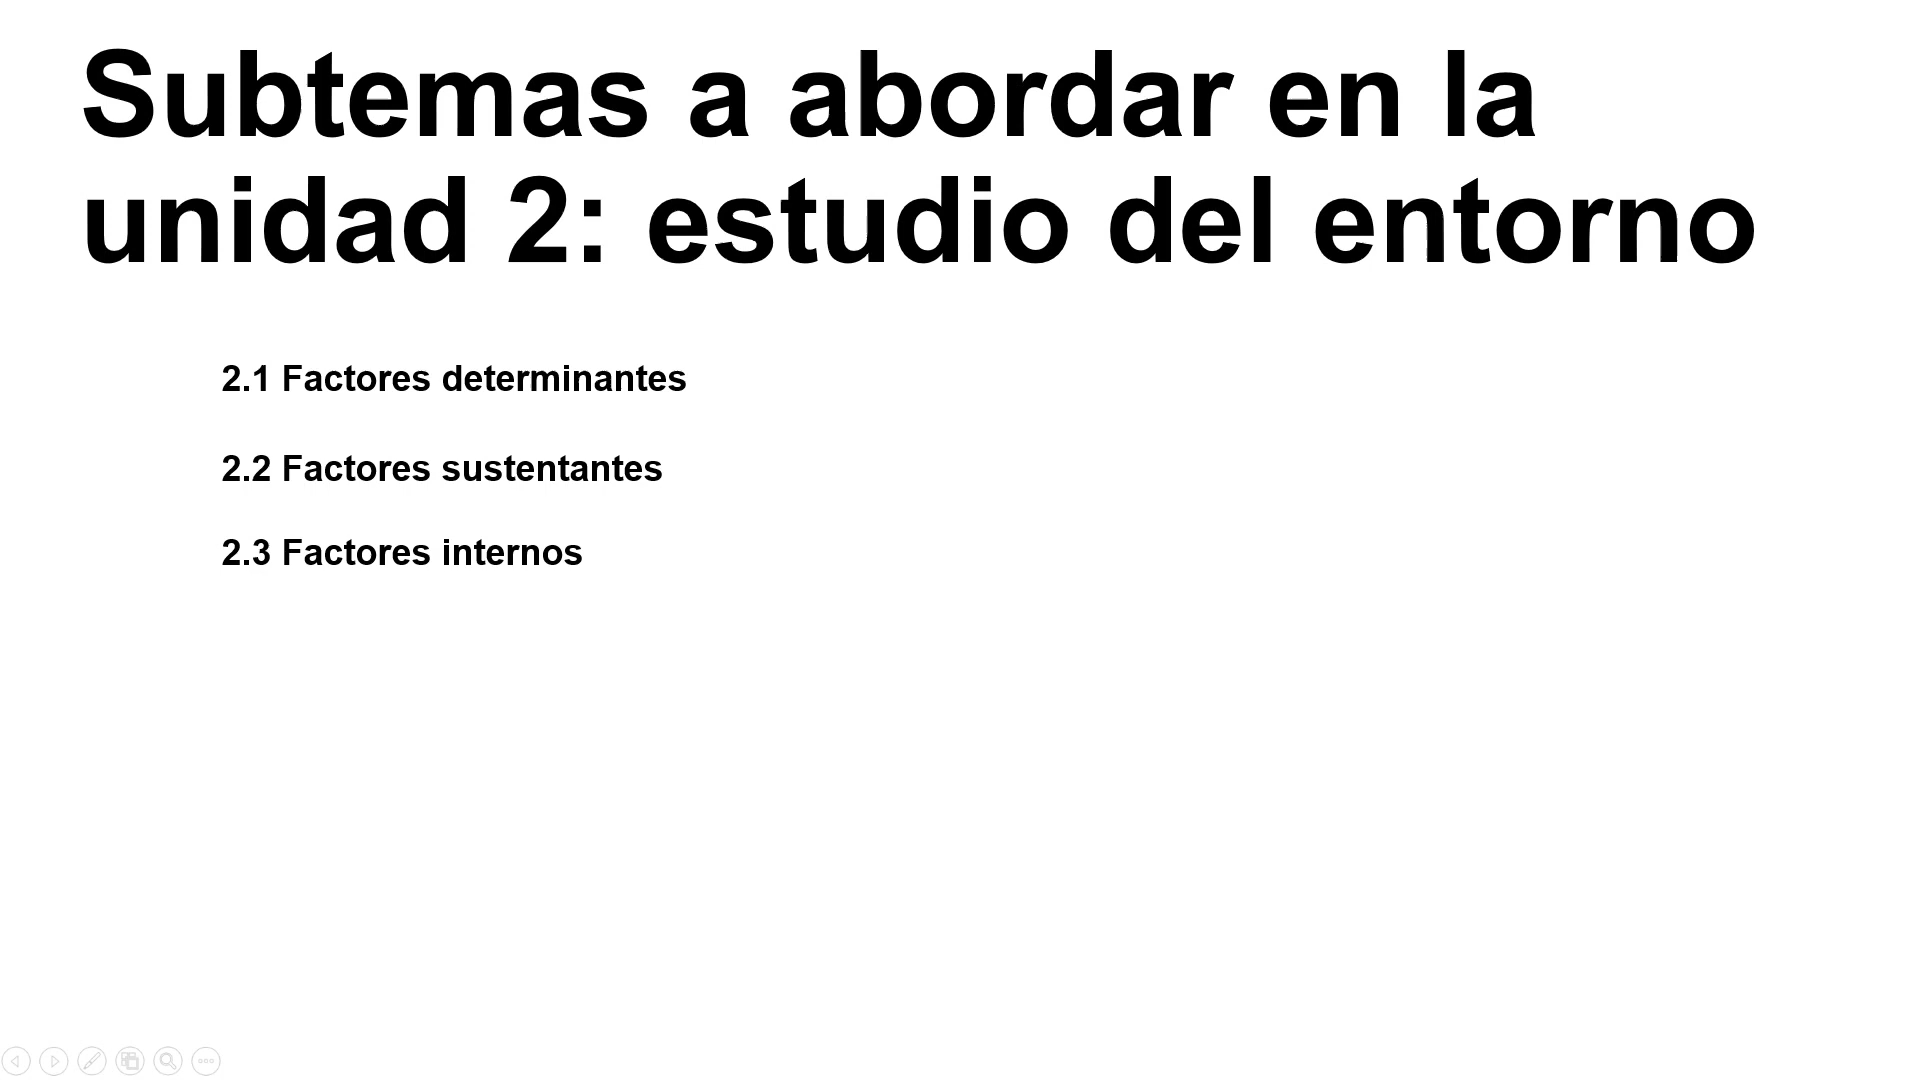 Subtemas a abordar en la
unidad 2: estudio del entorno
2.1 Factores determinantes
2.2 Factores sustentantes
2.3 Factores internos